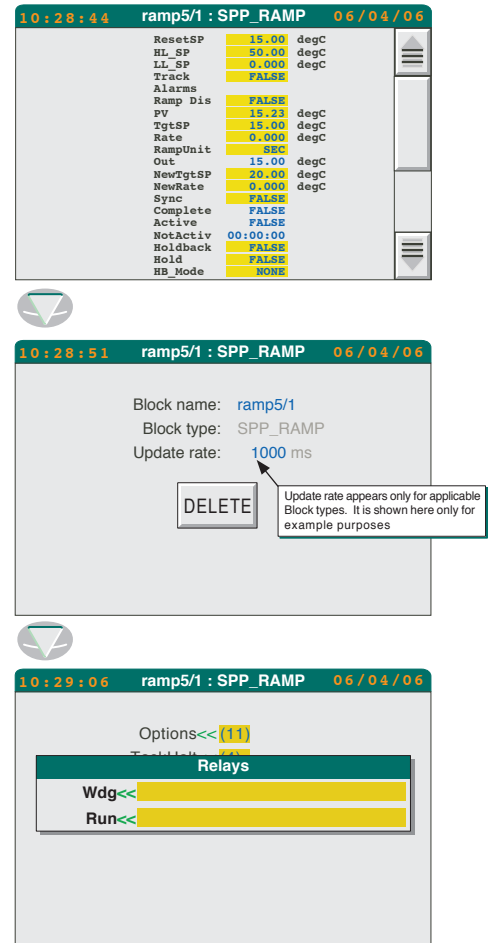 10:28:44 ramp5/1 : SPP_RAMP 06/04/06
ResetSP 15.00 degC
HL_SP 50.00 degC
LL_SP 0.000 degC
Track FALSE
Alarms
Ramp Dis FALSE
PV 15.23 degC
TgtSP 15.00 degC
Rate 0.000 degC
RampUnit SEC
Out 15.00 degC
NewTgtSP 20.00 degC
NewRate 0.000 degC
Sync FALSE
Complete FALSE
Active FALSE
NotActiv 00:00:00
Holdback FALSE
Hold FALSE
HB_Mode NONE
10:28:51 ramp5/1 : SPP_RAMP 06/04/06
Block name: ramp5/1
Block type: SPP_RAMP
Update rate: 1000 ms
DELETE
Update rate appears only for applicable
Block types. It is shown here only for
example purposes
10:29:06 ramp5/1 : SPP_RAMP 06/04/06
Options<< (11)
Relays
Wdg<<
Run<<